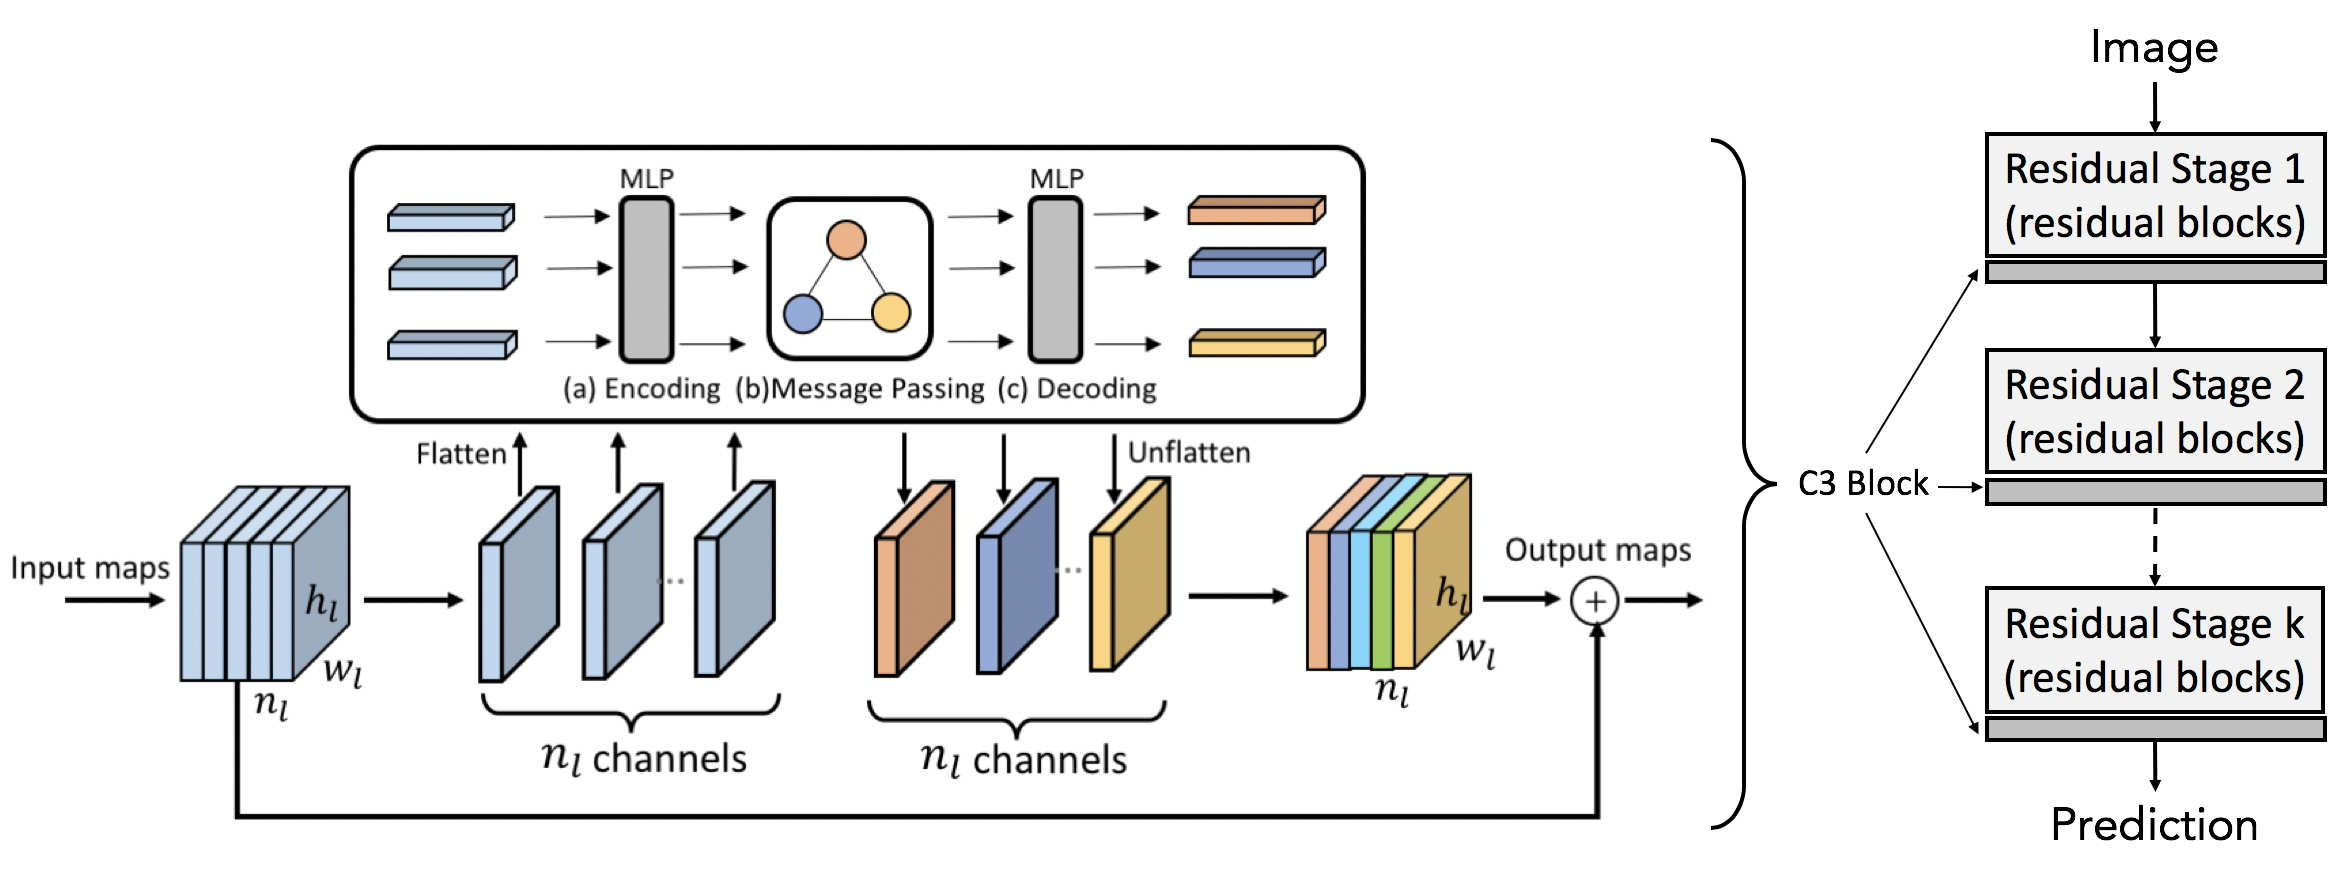 MLP
MLP
(a) Encoding (b)Message Passing (c) Decoding
Flatten
Unflatten
Input maps
h_l
w_l
n_l
...
n_l channels
...
n_l channels
h_l
w_l
n_l
Output maps
+
C3 Block
Image
Residual Stage 1
(residual blocks)
Residual Stage 2
(residual blocks)
Residual Stage k
(residual blocks)
Prediction